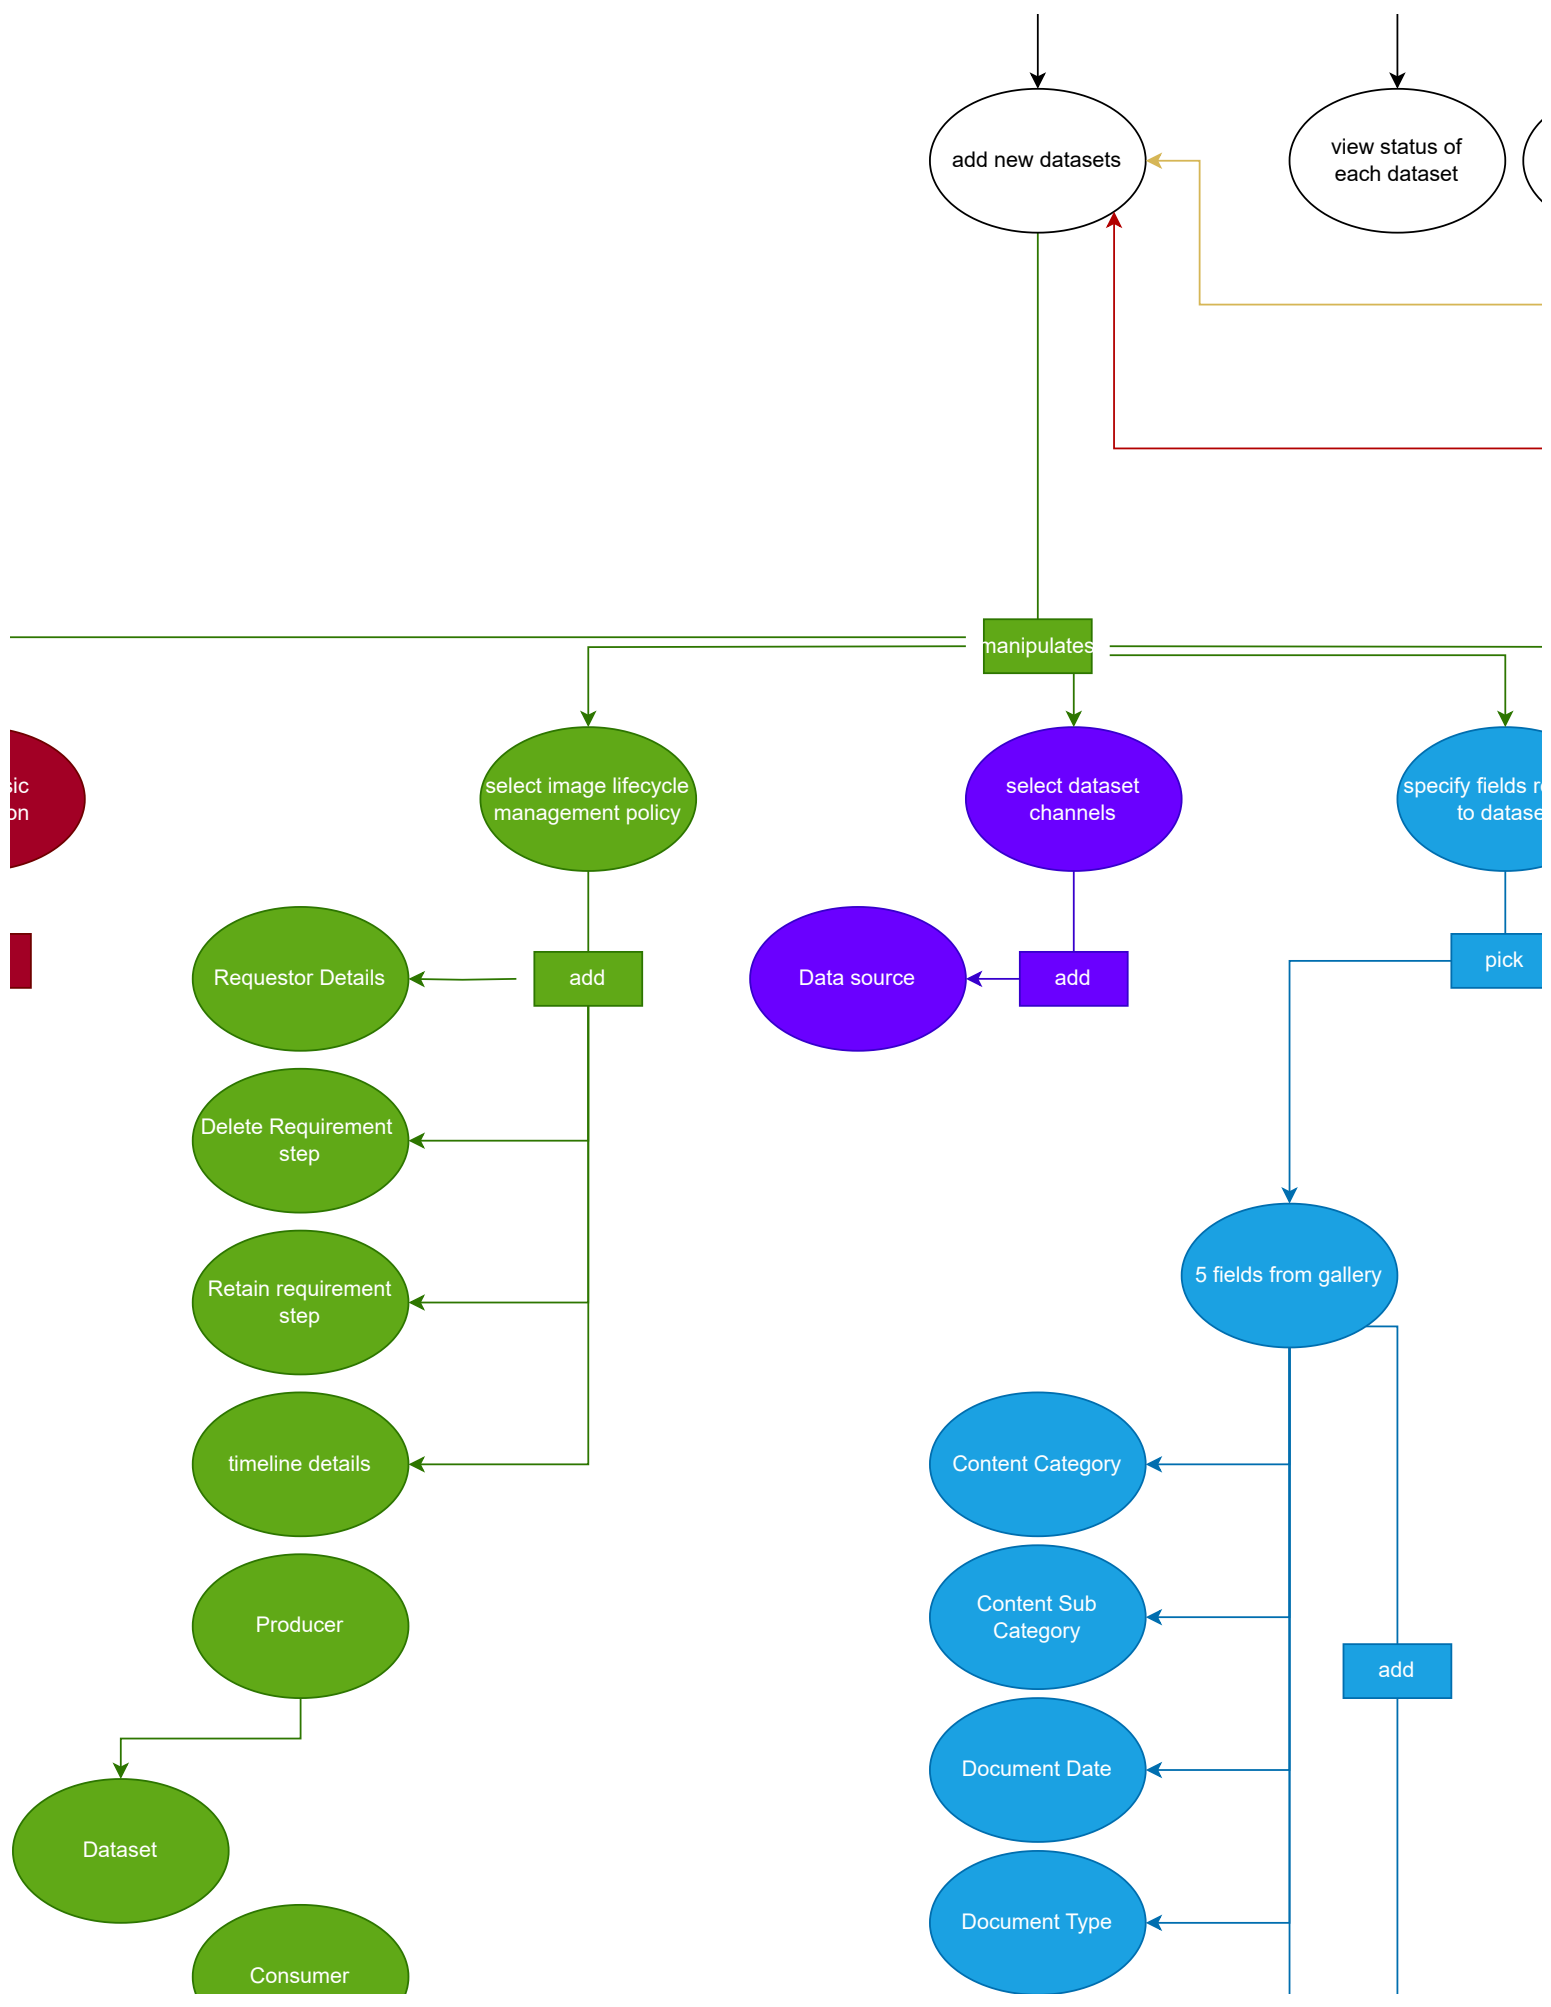 add new datasets
view status of
each dataset
manipulates
select image lifecycle
management policy
select dataset
channels
specify fields
Requestor Details
add
Data source
add
pick
Delete Requirement
step
Retain requirement
step
5 fields from gallery
timeline details
Content Category
Producer
Content Sub
Category
add
Document Date
Dataset
Document Type
Consumer